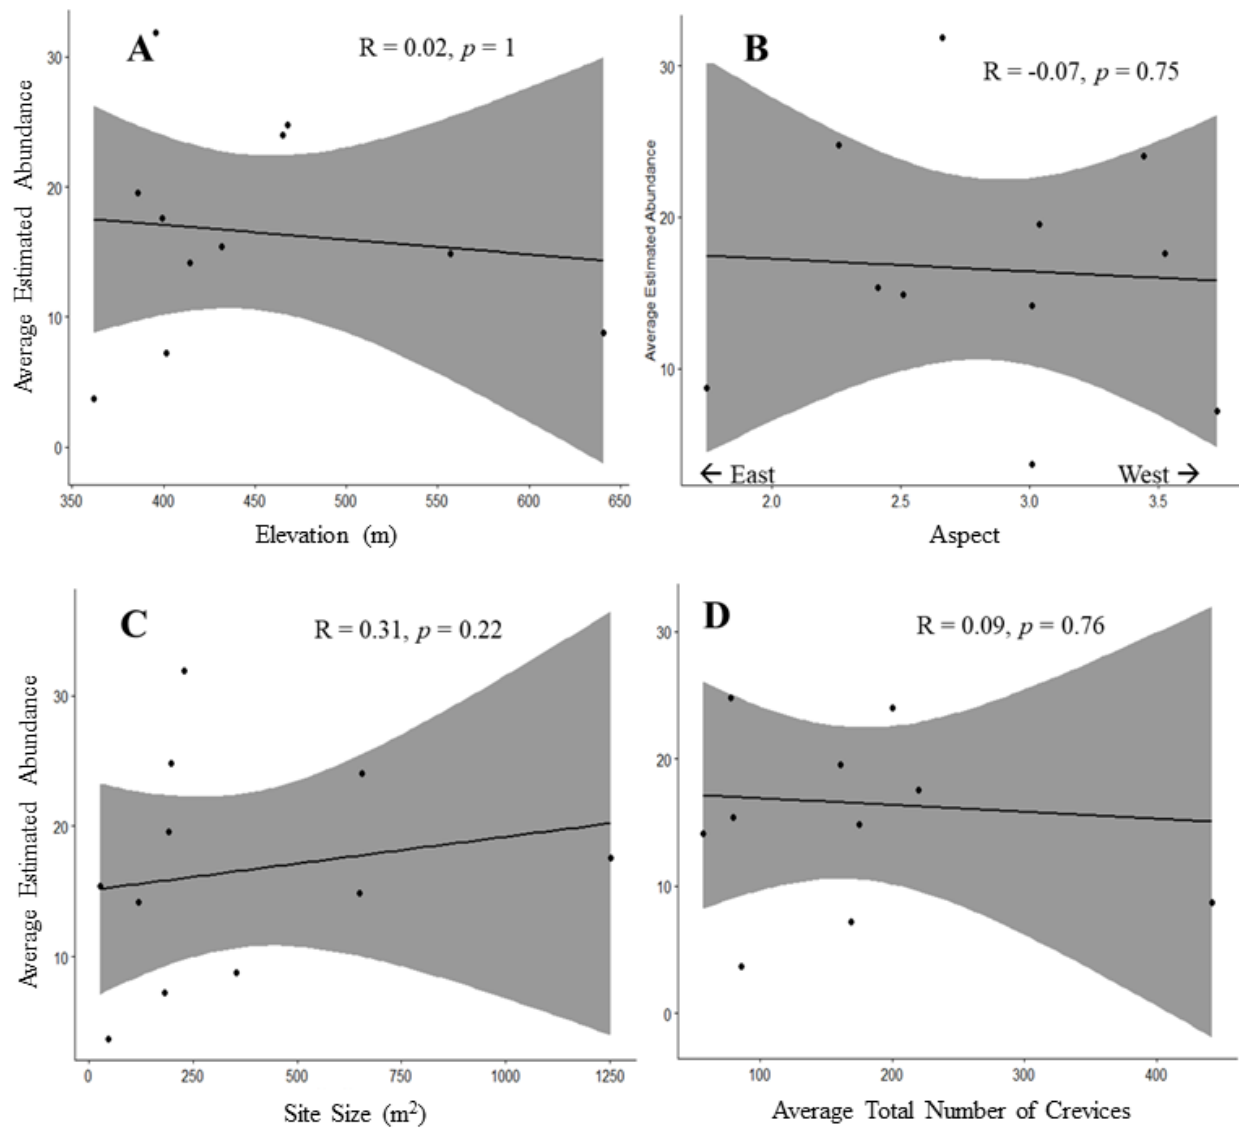 A
R = 0.02, p = 1
Average Estimated Abundance
30
20
10
0
350
400
450
500
550
600
650
Elevation (m)
B
R = -0.07, p = 0.75
Average Estimated Abundance
30
20
10
← East
West →
2.0
2.5
3.0
3.5
Aspect
C
R = 0.31, p = 0.22
Average Estimated Abundance
30
20
10
0
250
500
750
1000
1250
Site Size (m²)
D
R = 0.09, p = 0.76
30
20
10
0
100
200
300
400
Average Total Number of Crevices